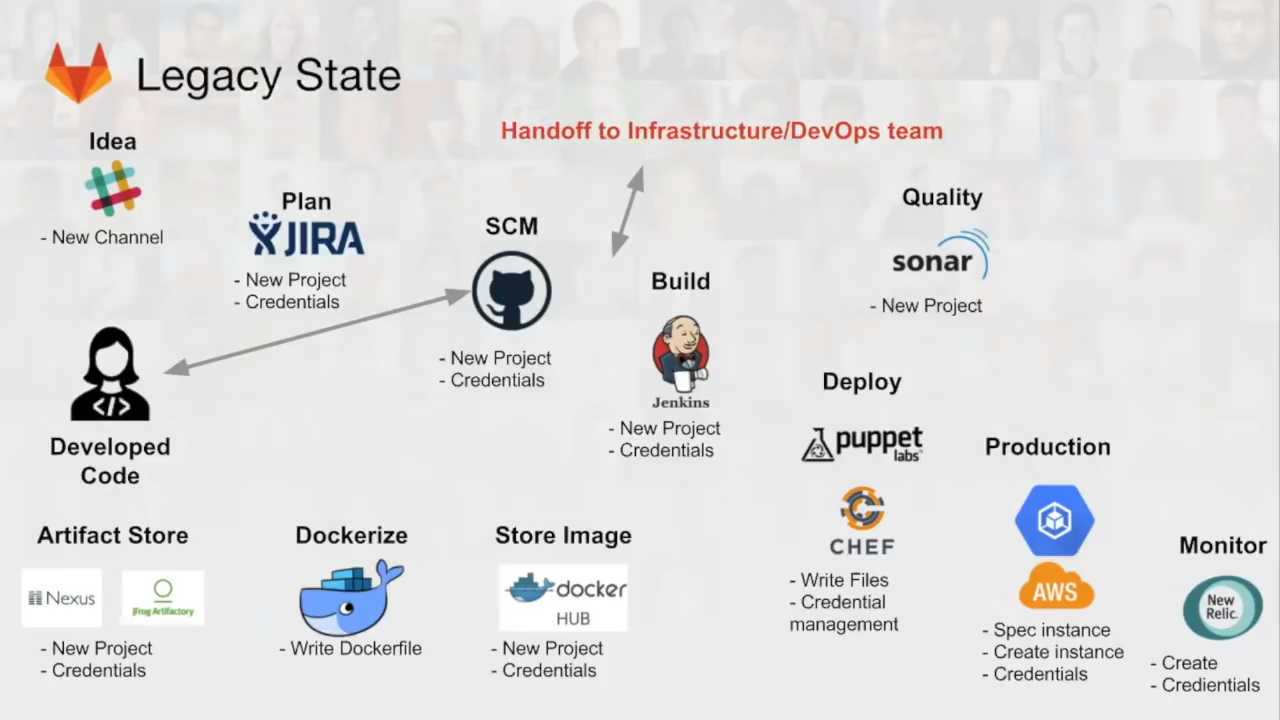 Legacy State
Handoff to Infrastructure/DevOps team
Idea
- New Channel
Plan
JIRA
- New Project
- Credentials
SCM
- New Project
- Credentials
Build
Jenkins
- New Project
- Credentials
Quality
sonar
- New Project
Developed
Code
Deploy
puppet
labs
CHEF
- Write Files
- Credential
management
Production
AWS
- Spec instance
- Create instance
- Credentials
Monitor
New
Relic.
- Create
- Credientials
Artifact Store
Nexus
JFrog Artifactory
- New Project
- Credentials
Dockerize
- Write Dockerfile
Store Image
docker
HUB
- New Project
- Credentials